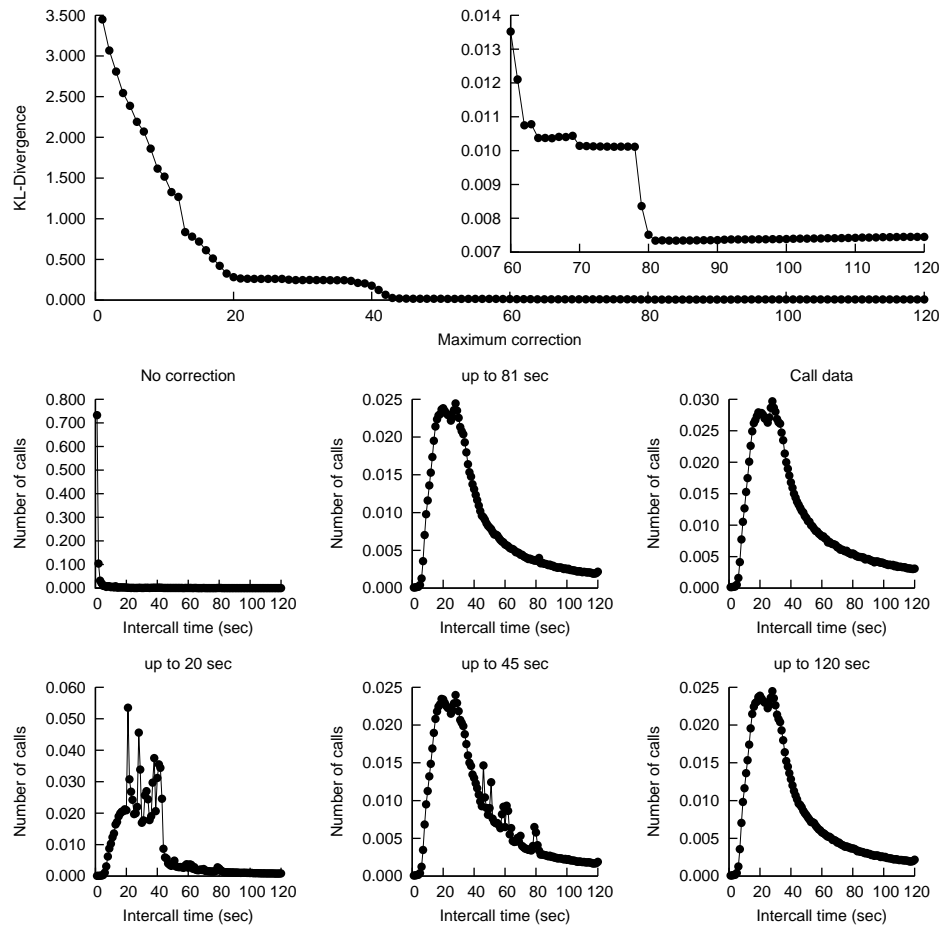 3.500
3.000
2.500
2.000
1.500
1.000
0.500
0.000
KL-Divergence
0 20 40 60 80 100 120
Maximum correction
0.014
0.013
0.012
0.011
0.010
0.009
0.008
0.007
60 70 80 90 100 110 120
No correction
0.800
0.700
0.600
0.500
0.400
0.300
0.200
0.100
0.000
Number of calls
0 20 40 60 80 100 120
Intercall time (sec)
up to 81 sec
0.025
0.020
0.015
0.010
0.005
0.000
Number of calls
0 20 40 60 80 100 120
Intercall time (sec)
Call data
0.030
0.025
0.020
0.015
0.010
0.005
0.000
Number of calls
0 20 40 60 80 100 120
Intercall time (sec)
up to 20 sec
0.060
0.050
0.040
0.030
0.020
0.010
0.000
Number of calls
0 20 40 60 80 100 120
Intercall time (sec)
up to 45 sec
0.025
0.020
0.015
0.010
0.005
0.000
Number of calls
0 20 40 60 80 100 120
Intercall time (sec)
up to 120 sec
0.025
0.020
0.015
0.010
0.005
0.000
Number of calls
0 20 40 60 80 100 120
Intercall time (sec)